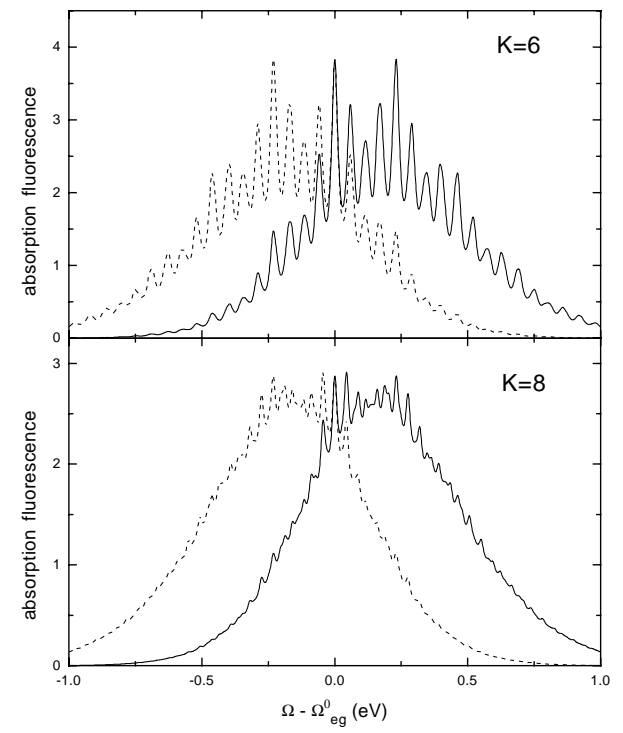 4
K=6
3
2
1
0
absorption fluorescence
3
K=8
2
1
0
absorption fluorescence
-1.0 -0.5 0.0 0.5 1.0
Ω - Ω⁰eg (eV)